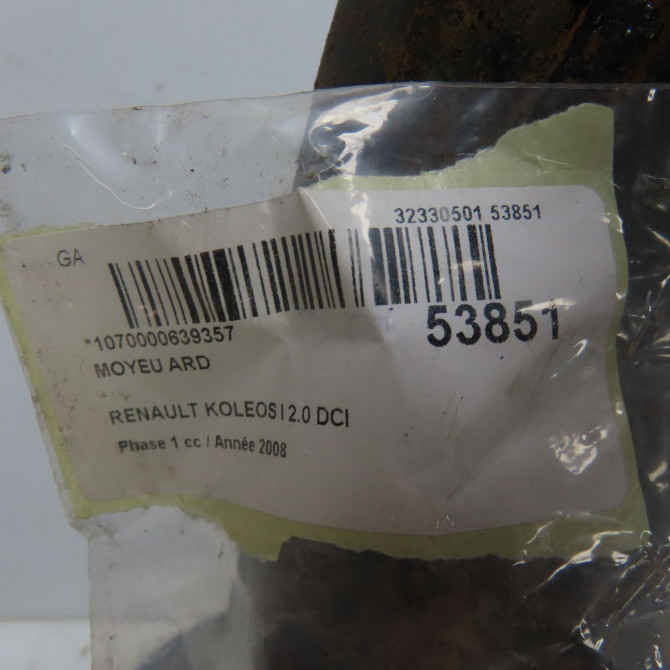 32330501 53851
GA
53851
*1070000639357
MOYEU ARD
RENAULT KOLEOS I 2.0 DCI
Phase 1 cc / Année 2008